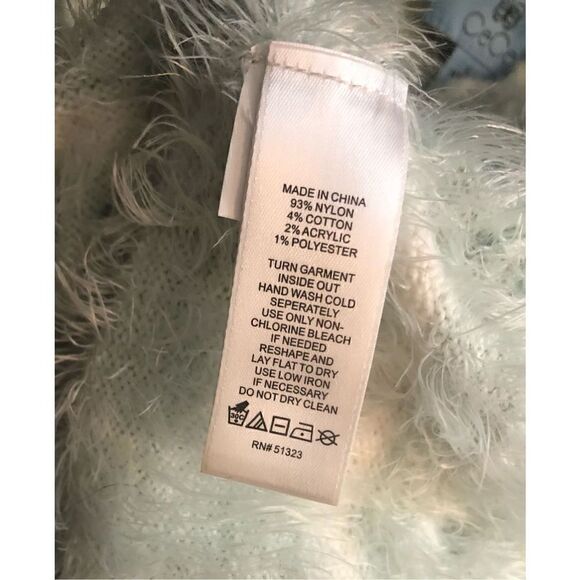 MADE IN CHINA
93% NYLON
4% COTTON
2% ACRYLIC
1% POLYESTER
TURN GARMENT
INSIDE OUT
HAND WASH COLD
SEPERATELY
USE ONLY NON-
CHLORINE BLEACH
IF NEEDED
RESHAPE AND
LAY FLAT TO DRY
USE LOW IRON
IF NECESSARY
DO NOT DRY CLEAN
30C
RN# 51323